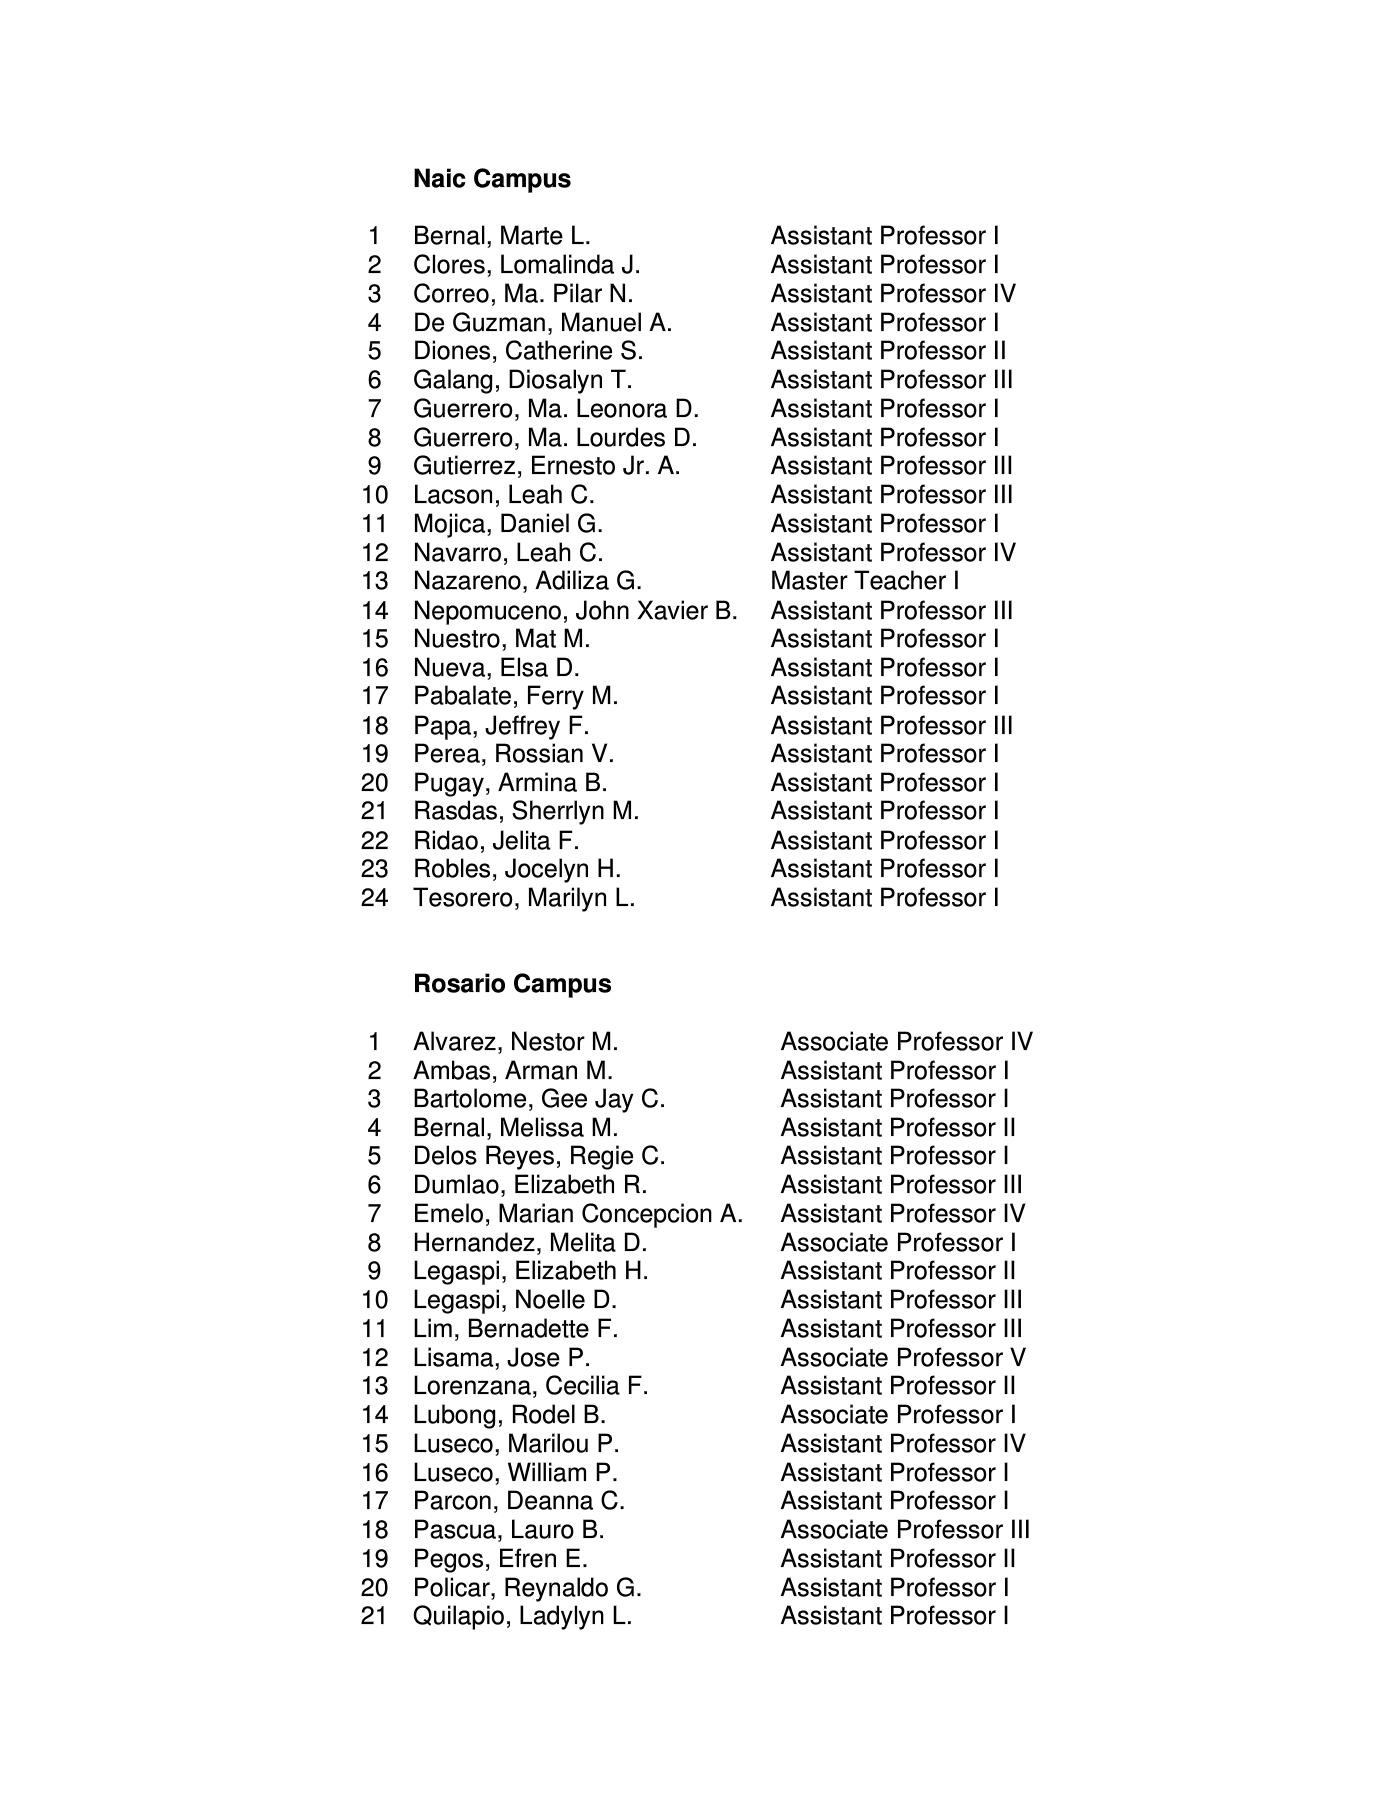 Naic Campus
1 Bernal, Marte L. Assistant Professor I
2 Clores, Lomalinda J. Assistant Professor I
3 Correo, Ma. Pilar N. Assistant Professor IV
4 De Guzman, Manuel A. Assistant Professor I
5 Diones, Catherine S. Assistant Professor II
6 Galang, Diosalyn T. Assistant Professor III
7 Guerrero, Ma. Leonora D. Assistant Professor I
8 Guerrero, Ma. Lourdes D. Assistant Professor I
9 Gutierrez, Ernesto Jr. A. Assistant Professor III
10 Lacson, Leah C. Assistant Professor III
11 Mojica, Daniel G. Assistant Professor I
12 Navarro, Leah C. Assistant Professor IV
13 Nazareno, Adiliza G. Master Teacher I
14 Nepomuceno, John Xavier B. Assistant Professor III
15 Nuestro, Mat M. Assistant Professor I
16 Nueva, Elsa D. Assistant Professor I
17 Pabalate, Ferry M. Assistant Professor I
18 Papa, Jeffrey F. Assistant Professor III
19 Perea, Rossian V. Assistant Professor I
20 Pugay, Armina B. Assistant Professor I
21 Rasdas, Sherrlyn M. Assistant Professor I
22 Ridao, Jelita F. Assistant Professor I
23 Robles, Jocelyn H. Assistant Professor I
24 Tesorero, Marilyn L. Assistant Professor I
Rosario Campus
1 Alvarez, Nestor M. Associate Professor IV
2 Ambas, Arman M. Assistant Professor I
3 Bartolome, Gee Jay C. Assistant Professor I
4 Bernal, Melissa M. Assistant Professor II
5 Delos Reyes, Regie C. Assistant Professor I
6 Dumlao, Elizabeth R. Assistant Professor III
7 Emelo, Marian Concepcion A. Assistant Professor IV
8 Hernandez, Melita D. Associate Professor I
9 Legaspi, Elizabeth H. Assistant Professor II
10 Legaspi, Noelle D. Assistant Professor III
11 Lim, Bernadette F. Assistant Professor III
12 Lisama, Jose P. Associate Professor V
13 Lorenzana, Cecilia F. Assistant Professor II
14 Lubong, Rodel B. Associate Professor I
15 Luseco, Marilou P. Assistant Professor IV
16 Luseco, William P. Assistant Professor I
17 Parcon, Deanna C. Assistant Professor I
18 Pascua, Lauro B. Associate Professor III
19 Pegos, Efren E. Assistant Professor II
20 Policar, Reynaldo G. Assistant Professor I
21 Quilapio, Ladylyn L. Assistant Professor I